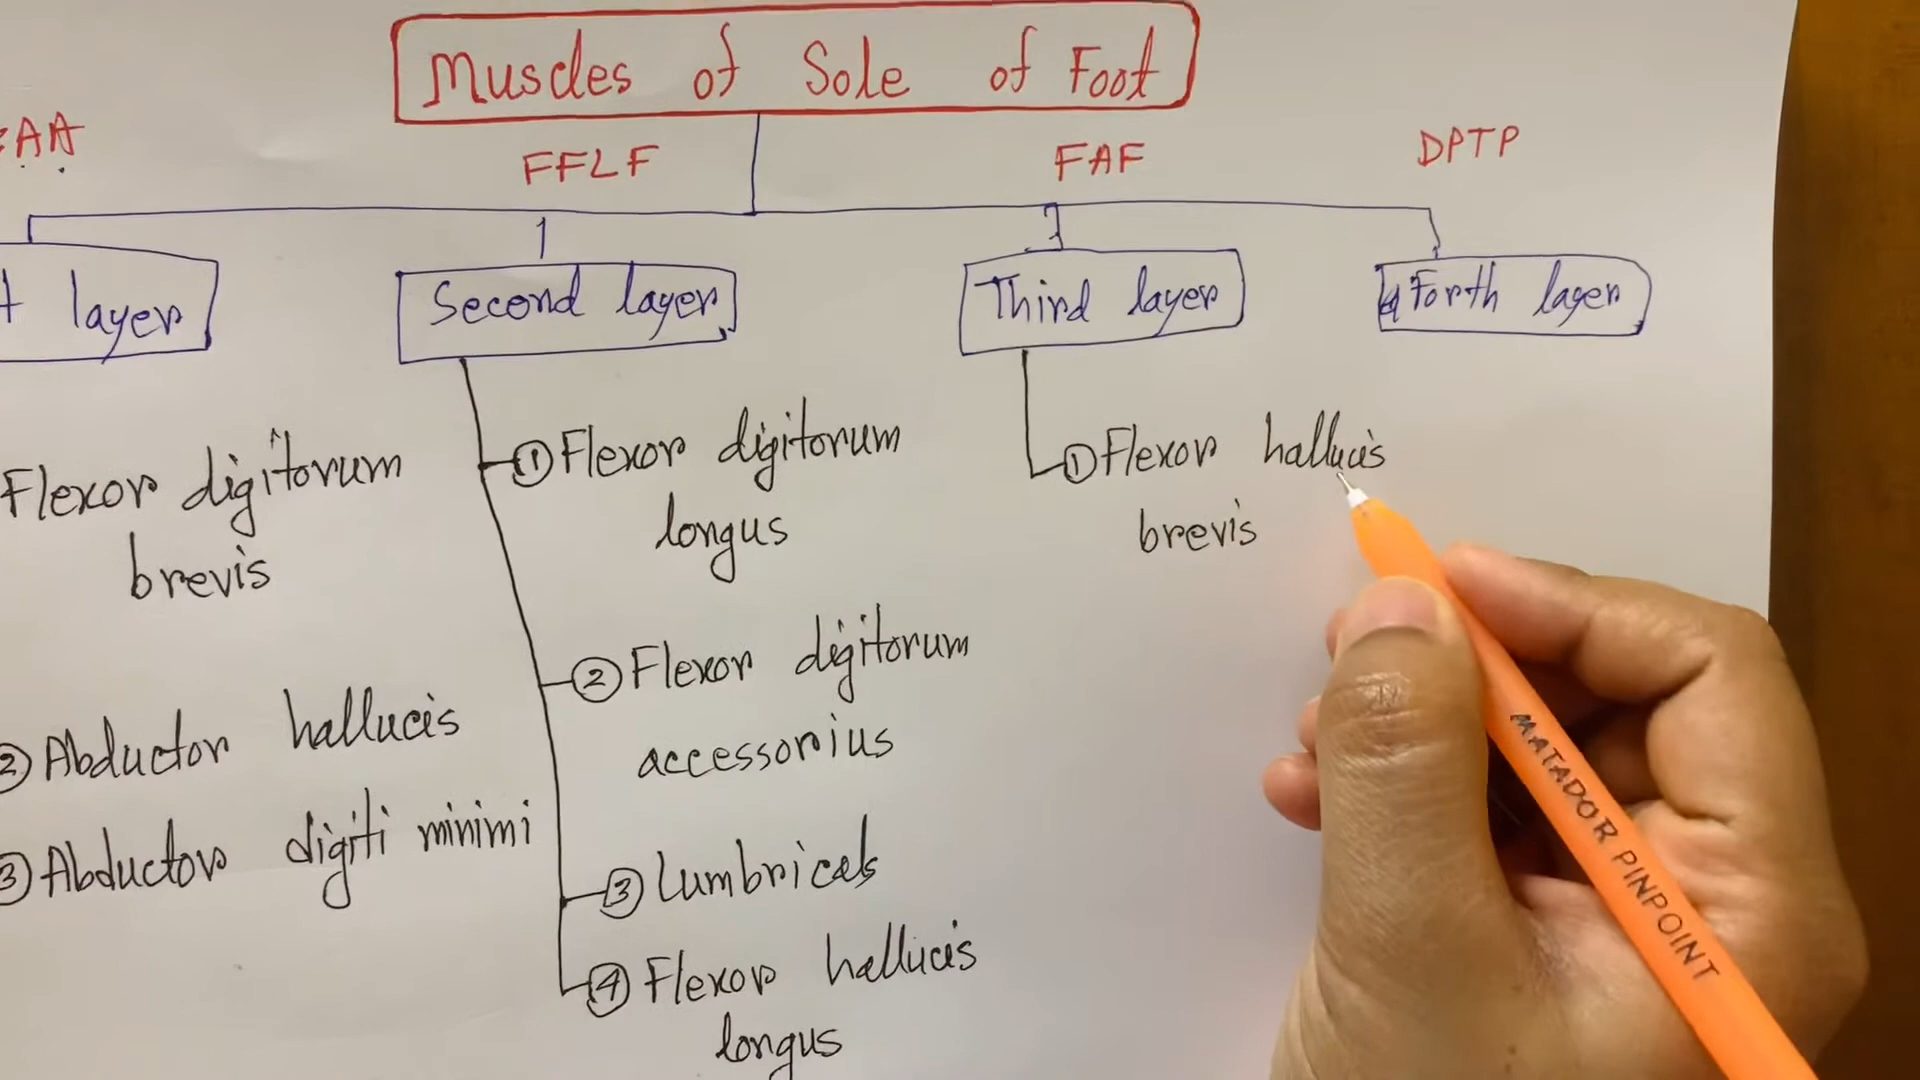 Muscles of Sole of Foot
FAA
FFLF
FAF
DPTP
layer
Second layer
Third layer
Forth layer
Flexor digitorum
brevis
② Abductor hallucis
③ Abductor digiti minimi
① Flexor digitorum
longus
② Flexor digitorum
accessorius
③ Lumbricals
④ Flexor hallucis
longus
① Flexor hallucis
brevis
MATADOR PINPOINT